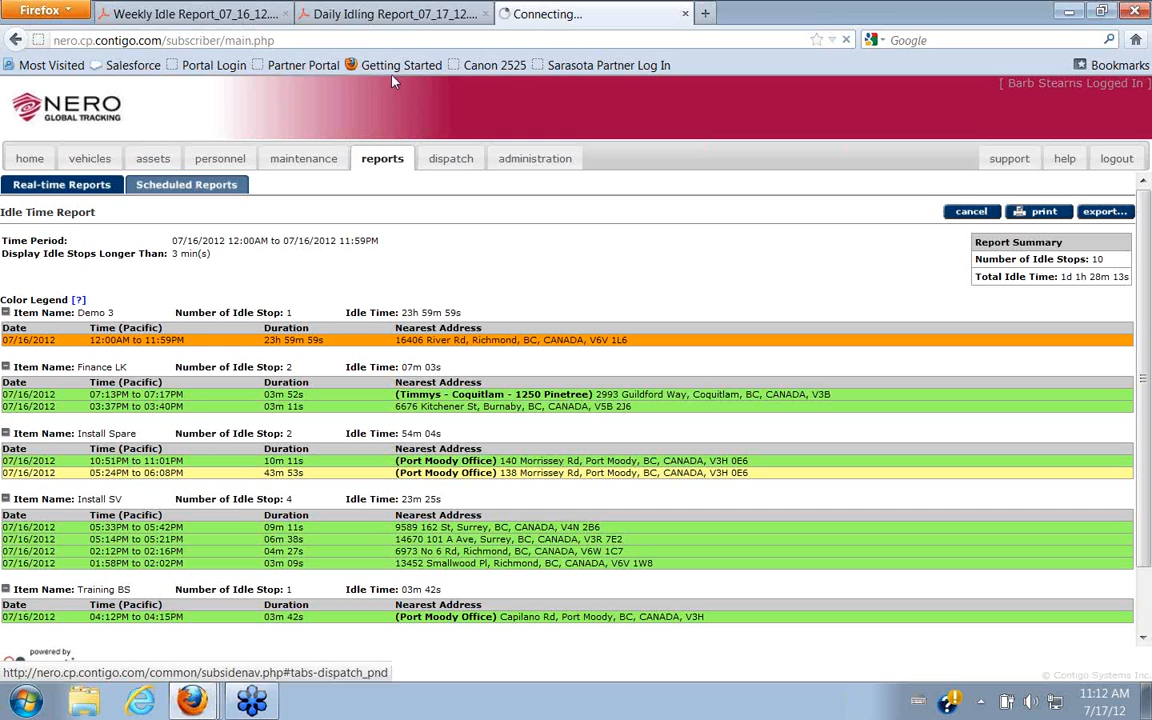 Firefox
Weekly Idle Report_07_16_12....
Daily Idling Report_07_17_12....
Connecting...
nero.cp.contigo.com/subscriber/main.php
Google
Most Visited Salesforce Portal Login Partner Portal Getting Started Canon 2525 Sarasota Partner Log In Bookmarks
[ Barb Stearns Logged In ]
NERO
GLOBAL TRACKING
home vehicles assets personnel maintenance reports dispatch administration support help logout
Real-time Reports Scheduled Reports
Idle Time Report cancel print export...
Time Period: 07/16/2012 12:00AM to 07/16/2012 11:59PM
Display Idle Stops Longer Than: 3 min(s)
Report Summary
Number of Idle Stops: 10
Total Idle Time: 1d 1h 28m 13s
Color Legend [?]
Item Name: Demo 3 Number of Idle Stop: 1 Idle Time: 23h 59m 59s
Date Time (Pacific) Duration Nearest Address
07/16/2012 12:00AM to 11:59PM 23h 59m 59s 16406 River Rd, Richmond, BC, CANADA, V6V 1L6
Item Name: Finance LK Number of Idle Stop: 2 Idle Time: 07m 03s
Date Time (Pacific) Duration Nearest Address
07/16/2012 07:13PM to 07:17PM 03m 52s (Timmys - Coquitlam - 1250 Pinetree) 2993 Guildford Way, Coquitlam, BC, CANADA, V3B
07/16/2012 03:37PM to 03:40PM 03m 11s 6676 Kitchener St, Burnaby, BC, CANADA, V5B 2J6
Item Name: Install Spare Number of Idle Stop: 2 Idle Time: 54m 04s
Date Time (Pacific) Duration Nearest Address
07/16/2012 10:51PM to 11:01PM 10m 11s (Port Moody Office) 140 Morrissey Rd, Port Moody, BC, CANADA, V3H 0E6
07/16/2012 05:24PM to 06:08PM 43m 53s (Port Moody Office) 138 Morrissey Rd, Port Moody, BC, CANADA, V3H 0E6
Item Name: Install SV Number of Idle Stop: 4 Idle Time: 23m 25s
Date Time (Pacific) Duration Nearest Address
07/16/2012 05:33PM to 05:42PM 09m 11s 9589 162 St, Surrey, BC, CANADA, V4N 2B6
07/16/2012 05:14PM to 05:21PM 06m 38s 14670 101 A Ave, Surrey, BC, CANADA, V3R 7E2
07/16/2012 02:12PM to 02:16PM 04m 27s 6973 No 6 Rd, Richmond, BC, CANADA, V6W 1C7
07/16/2012 01:58PM to 02:02PM 03m 09s 13452 Smallwood Pl, Richmond, BC, CANADA, V6V 1W8
Item Name: Training BS Number of Idle Stop: 1 Idle Time: 03m 42s
Date Time (Pacific) Duration Nearest Address
07/16/2012 04:12PM to 04:15PM 03m 42s (Port Moody Office) Capilano Rd, Port Moody, BC, CANADA, V3H
powered by
http://nero.cp.contigo.com/common/subsidenav.php#tabs-dispatch_pnd
© Contigo Systems Inc.
11:12 AM
7/17/12